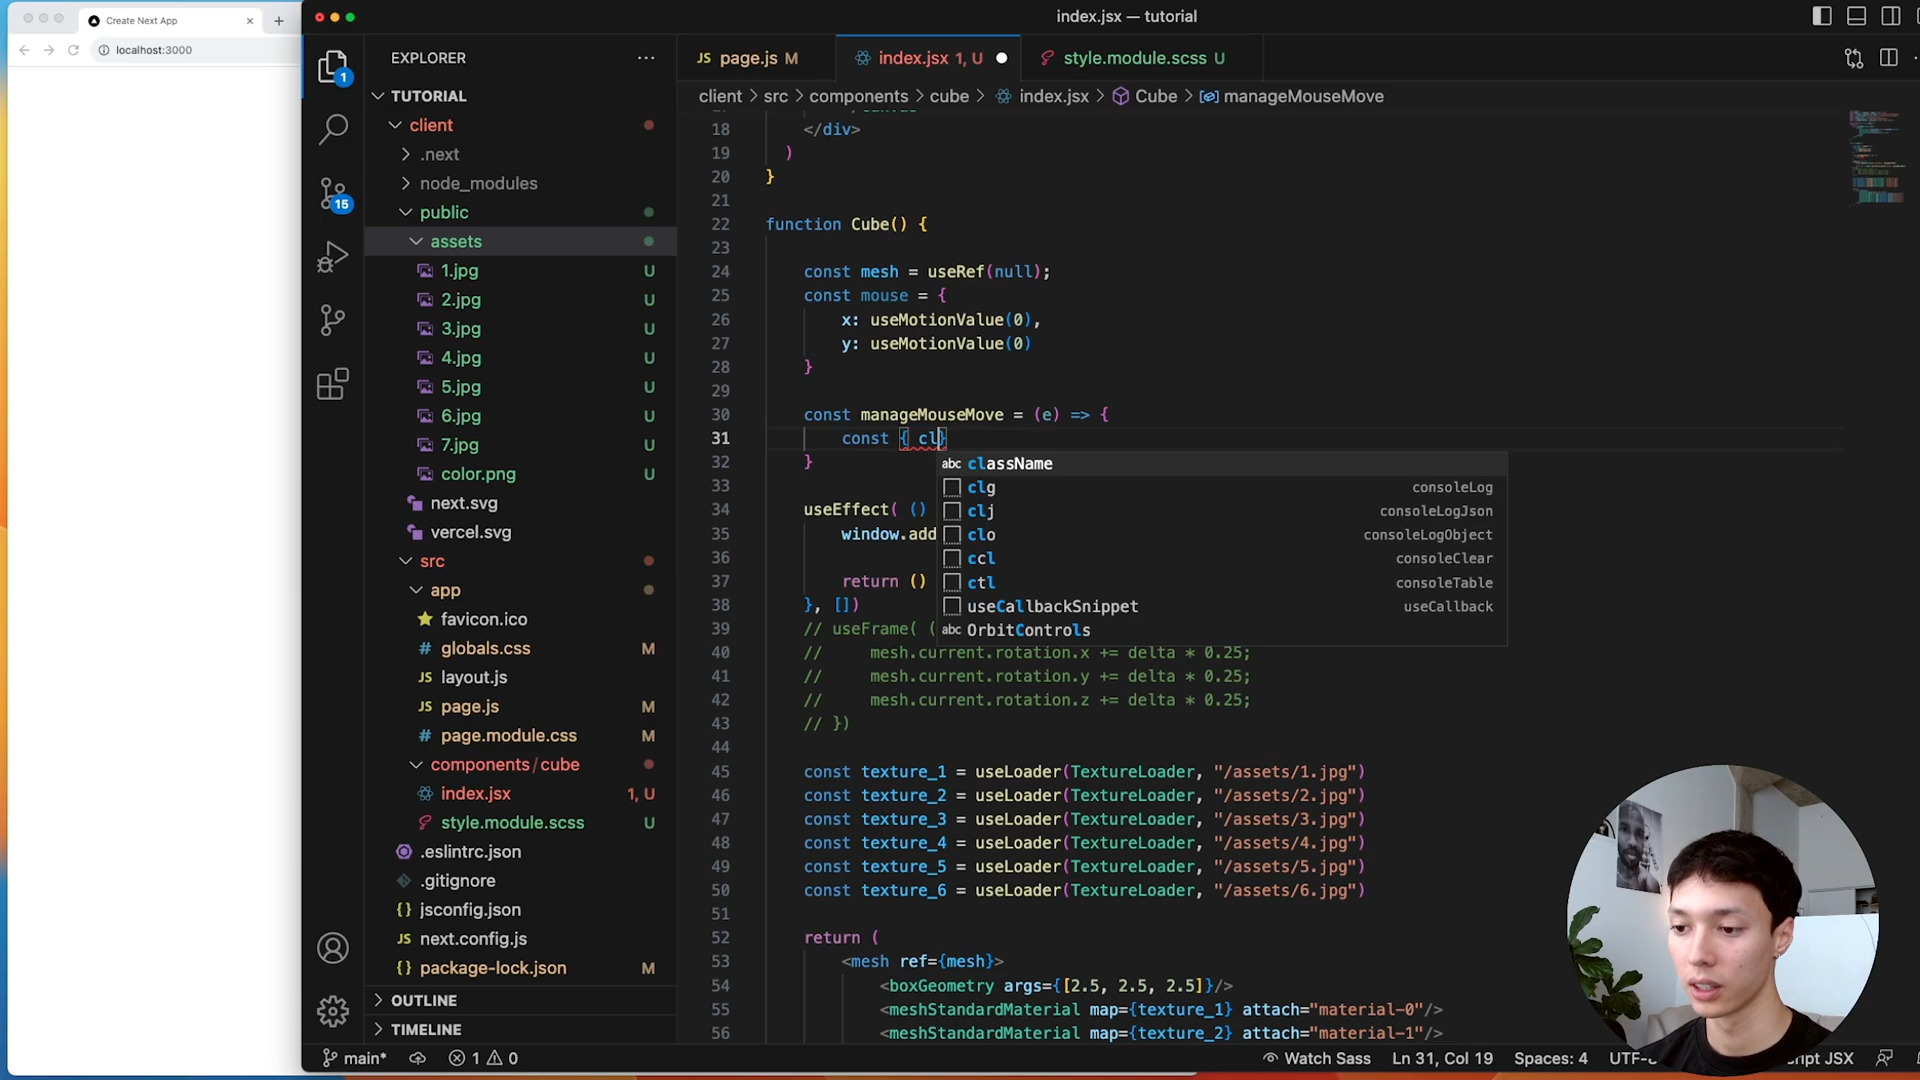 Create Next App
localhost:3000
index.jsx — tutorial
EXPLORER
TUTORIAL
client
.next
node_modules
public
assets
1.jpg U
2.jpg U
3.jpg U
4.jpg U
5.jpg U
6.jpg U
7.jpg U
color.png U
next.svg
vercel.svg
src
app
favicon.ico
globals.css M
layout.js
page.js M
page.module.css M
components/cube
index.jsx 1, U
style.module.scss U
.eslintrc.json
.gitignore
jsconfig.json
next.config.js
package-lock.json M
OUTLINE
TIMELINE
1
15
page.js M
index.jsx 1, U
style.module.scss U
client > src > components > cube > index.jsx > Cube > manageMouseMove
18 </div>
19 )
20 }
21
22 function Cube() {
23
24 const mesh = useRef(null);
25 const mouse = {
26 x: useMotionValue(0),
27 y: useMotionValue(0)
28 }
29
30 const manageMouseMove = (e) => {
31 const { cl}
32 }
33
34 useEffect( ()
35 window.add
36
37 return ()
38 }, [])
39 // useFrame( (
40 // mesh.current.rotation.x += delta * 0.25;
41 // mesh.current.rotation.y += delta * 0.25;
42 // mesh.current.rotation.z += delta * 0.25;
43 // })
44
45 const texture_1 = useLoader(TextureLoader, "/assets/1.jpg")
46 const texture_2 = useLoader(TextureLoader, "/assets/2.jpg")
47 const texture_3 = useLoader(TextureLoader, "/assets/3.jpg")
48 const texture_4 = useLoader(TextureLoader, "/assets/4.jpg")
49 const texture_5 = useLoader(TextureLoader, "/assets/5.jpg")
50 const texture_6 = useLoader(TextureLoader, "/assets/6.jpg")
51
52 return (
53 <mesh ref={mesh}>
54 <boxGeometry args={[2.5, 2.5, 2.5]}/>
55 <meshStandardMaterial map={texture_1} attach="material-0"/>
56 <meshStandardMaterial map={texture_2} attach="material-1"/>
abc className
clg consoleLog
clj consoleLogJson
clo consoleLogObject
ccl consoleClear
ctl consoleTable
useCallbackSnippet useCallback
abc OrbitControls
main* 1 0
Watch Sass Ln 31, Col 19 Spaces: 4 UTF-8 JSX